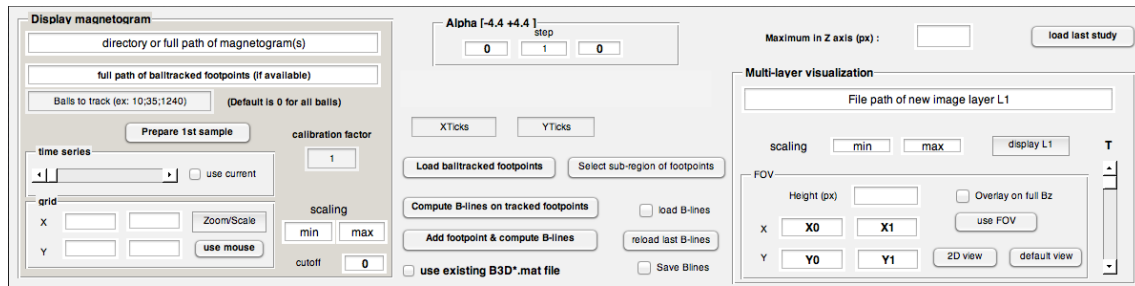 Display magnetogram
directory or full path of magnetogram(s)
full path of balltracked footpoints (if available)
Balls to track (ex: 10;35;1240)
(Default is 0 for all balls)
Prepare 1st sample
calibration factor
1
time series
use current
grid
X
Zoom/Scale
Y
use mouse
scaling
min
max
cutoff
0
Alpha [-4.4 +4.4 ]
step
0
1
0
XTicks
YTicks
Load balltracked footpoints
Select sub-region of footpoints
Compute B-lines on tracked footpoints
load B-lines
Add footpoint & compute B-lines
reload last B-lines
use existing B3D*.mat file
Save Blines
Maximum in Z axis (px) :
load last study
Multi-layer visualization
File path of new image layer L1
scaling
min
max
display L1
T
FOV
Height (px)
Overlay on full Bz
use FOV
X
X0
X1
Y
Y0
Y1
2D view
default view